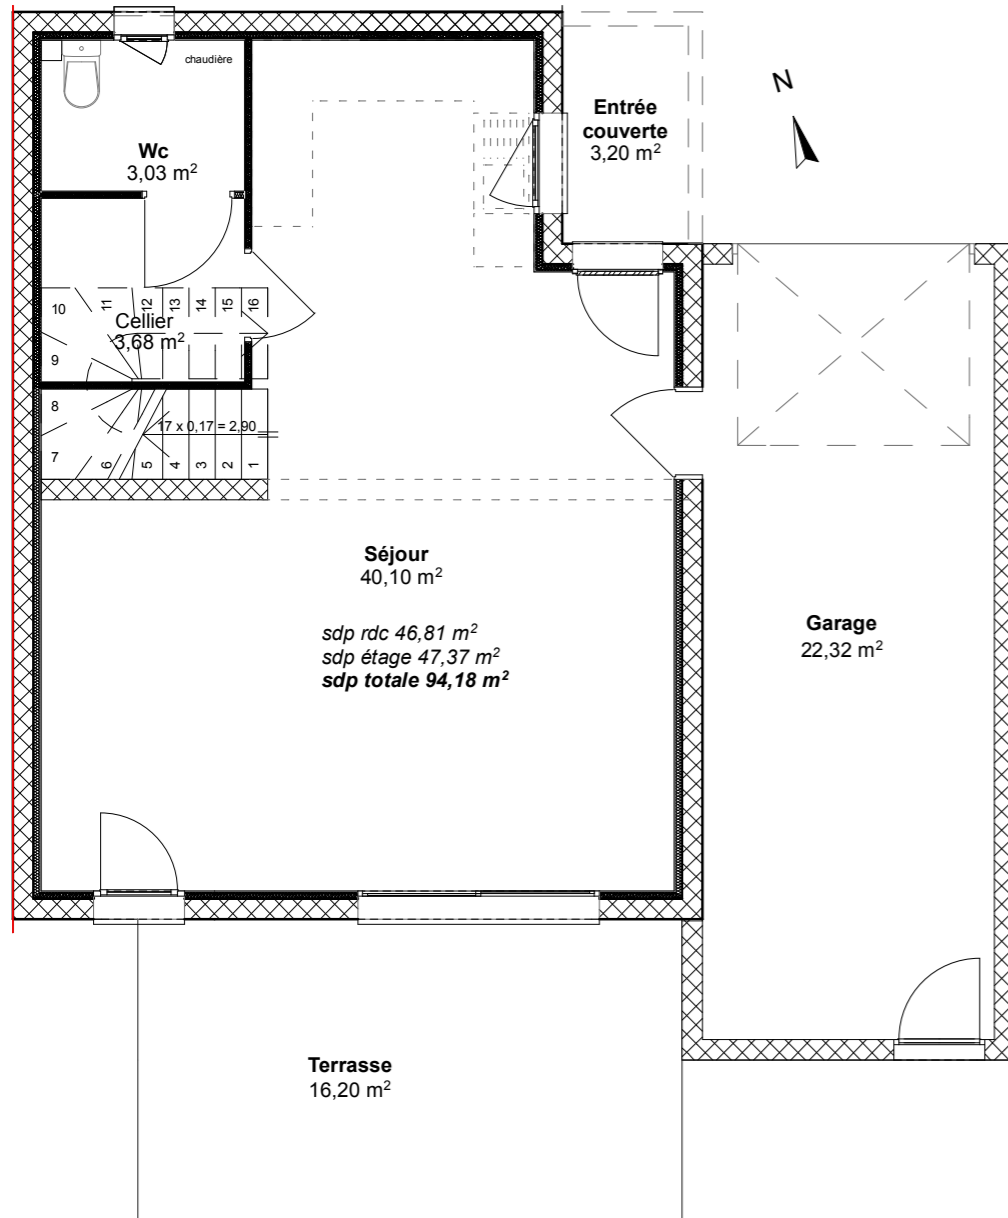 chaudière
N
Entrée
couverte
3,20 m²
Wc
3,03 m²
10
11
12
13
14
15
16
Cellier
3,68 m²
9
8
17 x 0,17 = 2,90
7
6
5
4
3
2
1
Séjour
40,10 m²
sdp rdc 46,81 m²
sdp étage 47,37 m²
sdp totale 94,18 m²
Garage
22,32 m²
Terrasse
16,20 m²